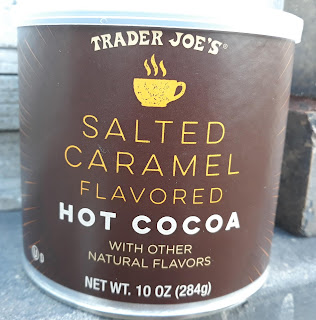 TRADER JOE'S®
SALTED
CARAMEL
FLAVORED
HOT COCOA
WITH OTHER
NATURAL FLAVORS
U D
NET WT. 10 OZ (284g)